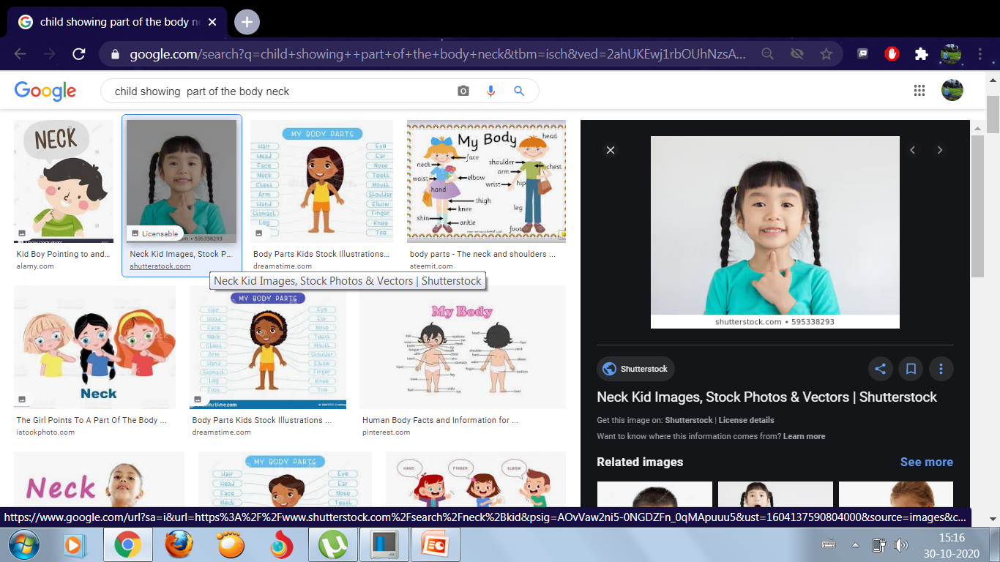 child showing part of the body ne
google.com/search?q=child+showing++part+of+the+body+neck&tbm=isch&ved=2ahUKEwj1rbOUhNzsA...
Google
child showing  part of the body neck
NECK
Kid Boy Pointing to and...
alamy.com
Licensable
Neck Kid Images, Stock P...
shutterstock.com
MY BODY PARTS
Hair
Head
Face
Neck
Chest
Arm
Hand
Stomach
Leg
Eye
Ear
Nose
Teeth
Mouth
Shoulder
Elbow
Finger
Knee
Toe
Body Parts Kids Stock Illustrations...
dreamstime.com
My Body
head
face
neck
shoulder
chest
arm
waist
elbow
wrist
hip
hand
thigh
knee
leg
shin
ankle
foot
body parts - The neck and shoulders ...
steemit.com
Neck Kid Images, Stock Photos & Vectors | Shutterstock
Neck
The Girl Points To A Part Of The Body ...
istockphoto.com
MY BODY PARTS
Hair
Head
Face
Neck
Chest
Arm
Hand
Stomach
Leg
Eye
Ear
Nose
Teeth
Mouth
Shoulder
Elbow
Finger
Knee
Toe
Body Parts Kids Stock Illustrations ...
dreamstime.com
My Body
Human Body Facts and Information for ...
pinterest.com
Neck
MY BODY PARTS
Hair
Head
Face
Neck
Eye
Ear
Nose
Teeth
HAND
FINGER
ELBOW
shutterstock.com • 595338293
Shutterstock
Neck Kid Images, Stock Photos & Vectors | Shutterstock
Get this image on: Shutterstock | License details
Want to know where this information comes from? Learn more
Related images
See more
https://www.google.com/url?sa=i&url=https%3A%2F%2Fwww.shutterstock.com%2Fsearch%2Fneck%2Bkid&psig=AOvVaw2ni5-0NGDZFn_0qMApuuu5&ust=1604137590804000&source=images&c...
15:16
30-10-2020